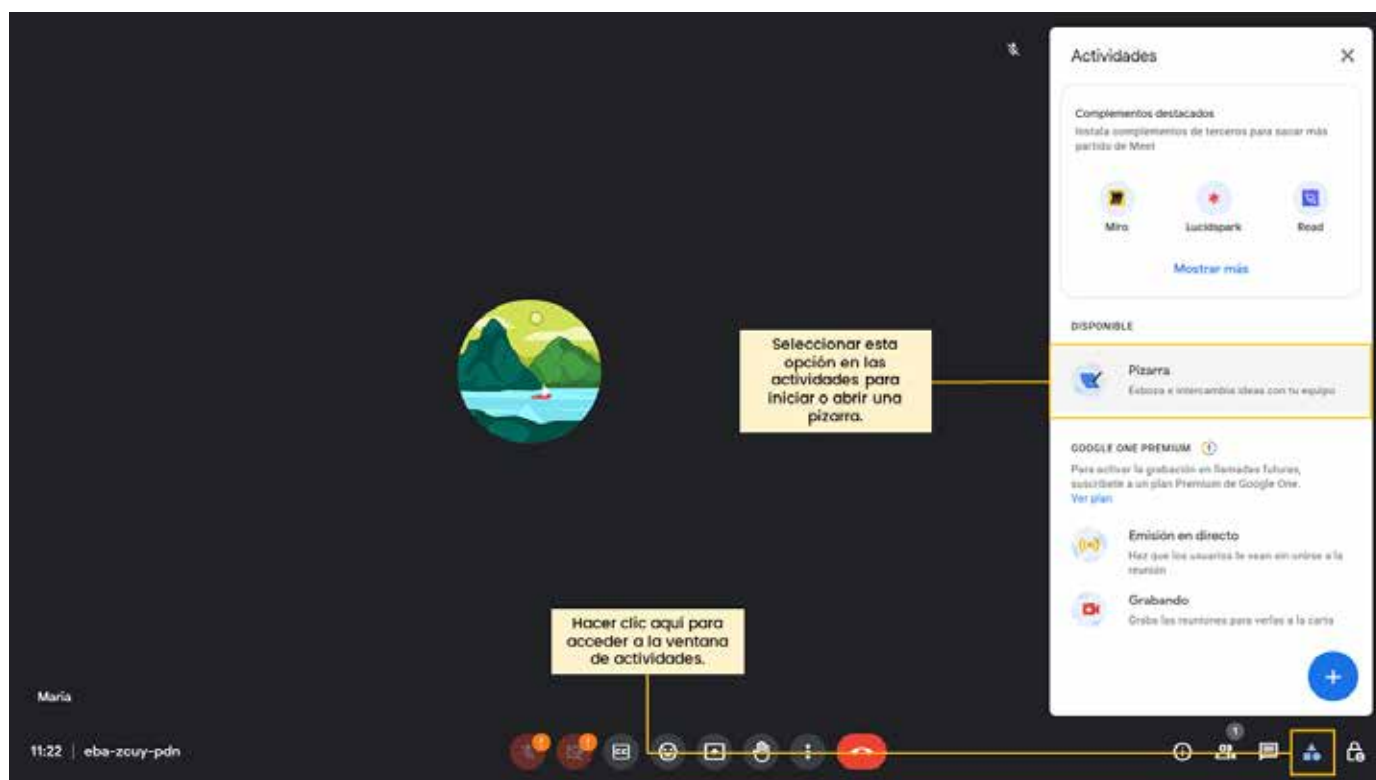 Actividades
Complementos destacados
Instala complementos de terceros para sacar más
partido de Meet
Miro
Lucidspark
Read
Mostrar más
DISPONIBLE
Pizarra
Esboza e intercambia ideas con tu equipo
Seleccionar esta
opción en las
actividades para
iniciar o abrir una
pizarra.
GOOGLE ONE PREMIUM
Para activar la grabación en llamadas futuras,
suscríbete a un plan Premium de Google One.
Ver plan
Emisión en directo
Haz que los usuarios te vean sin unirse a la
reunión
Grabando
Graba las reuniones para verlas a la carta
Hacer clic aquí para
acceder a la ventana
de actividades.
María
11:22 | eba-zcuy-pdn
1